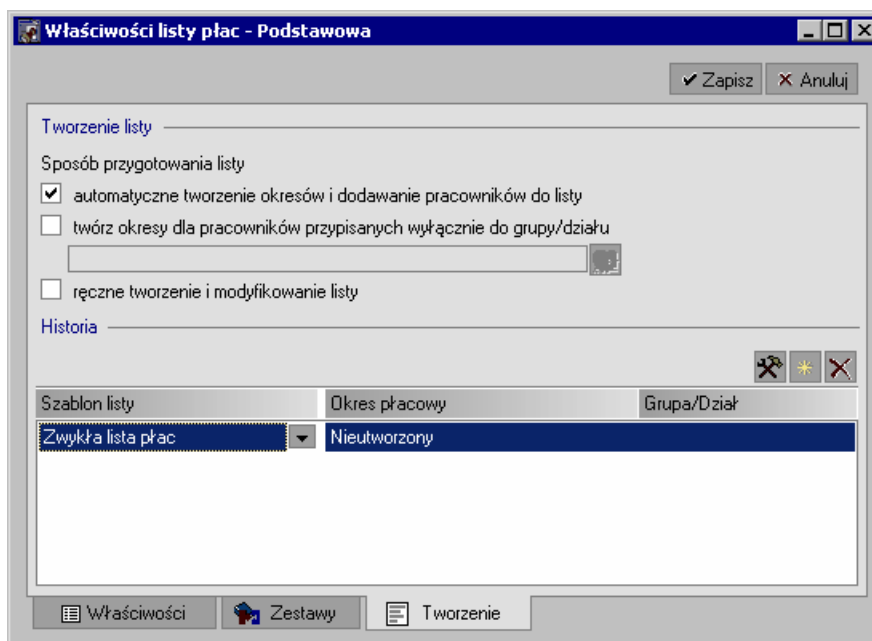 Właściwości listy płac - Podstawowa
Zapisz
Anuluj
Tworzenie listy
Sposób przygotowania listy
automatyczne tworzenie okresów i dodawanie pracowników do listy
twórz okresy dla pracowników przypisanych wyłącznie do grupy/działu
ręczne tworzenie i modyfikowanie listy
Historia
Szablon listy Okres płacowy Grupa/Dział
Zwykła lista płac Nieutworzony
Właściwości Zestawy Tworzenie